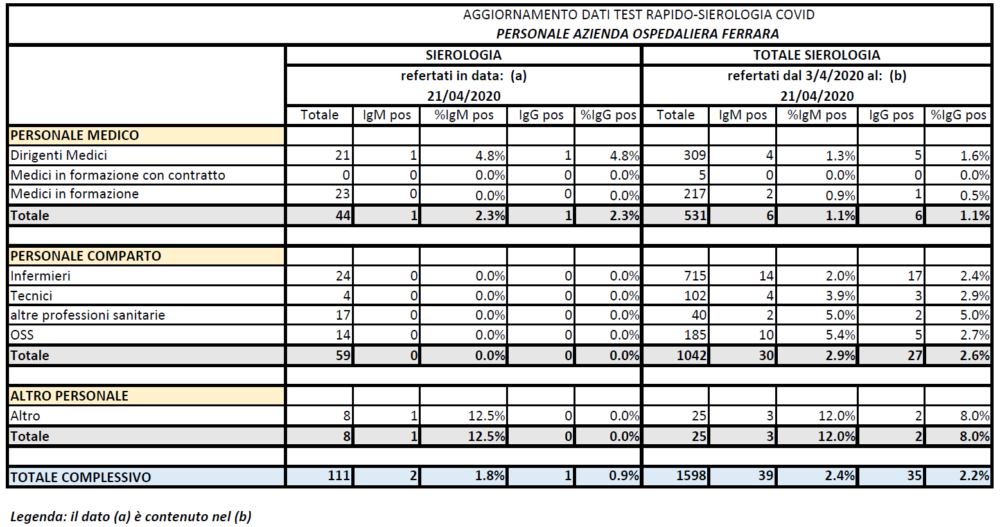 AGGIORNAMENTO DATI TEST RAPIDO-SIEROLOGIA COVID
PERSONALE AZIENDA OSPEDALIERA FERRARA
SIEROLOGIA TOTALE SIEROLOGIA
refertati in data: (a) refertati dal 3/4/2020 al: (b)
21/04/2020 21/04/2020
Totale IgM pos %IgM pos IgG pos %IgG pos Totale IgM pos %IgM pos IgG pos %IgG pos
PERSONALE MEDICO
Dirigenti Medici 21 1 4.8% 1 4.8% 309 4 1.3% 5 1.6%
Medici in formazione con contratto 0 0 0.0% 0 0.0% 5 0 0.0% 0 0.0%
Medici in formazione 23 0 0.0% 0 0.0% 217 2 0.9% 1 0.5%
Totale 44 1 2.3% 1 2.3% 531 6 1.1% 6 1.1%
PERSONALE COMPARTO
Infermieri 24 0 0.0% 0 0.0% 715 14 2.0% 17 2.4%
Tecnici 4 0 0.0% 0 0.0% 102 4 3.9% 3 2.9%
altre professioni sanitarie 17 0 0.0% 0 0.0% 40 2 5.0% 2 5.0%
OSS 14 0 0.0% 0 0.0% 185 10 5.4% 5 2.7%
Totale 59 0 0.0% 0 0.0% 1042 30 2.9% 27 2.6%
ALTRO PERSONALE
Altro 8 1 12.5% 0 0.0% 25 3 12.0% 2 8.0%
Totale 8 1 12.5% 0 0.0% 25 3 12.0% 2 8.0%
TOTALE COMPLESSIVO 111 2 1.8% 1 0.9% 1598 39 2.4% 35 2.2%
Legenda: il dato (a) è contenuto nel (b)